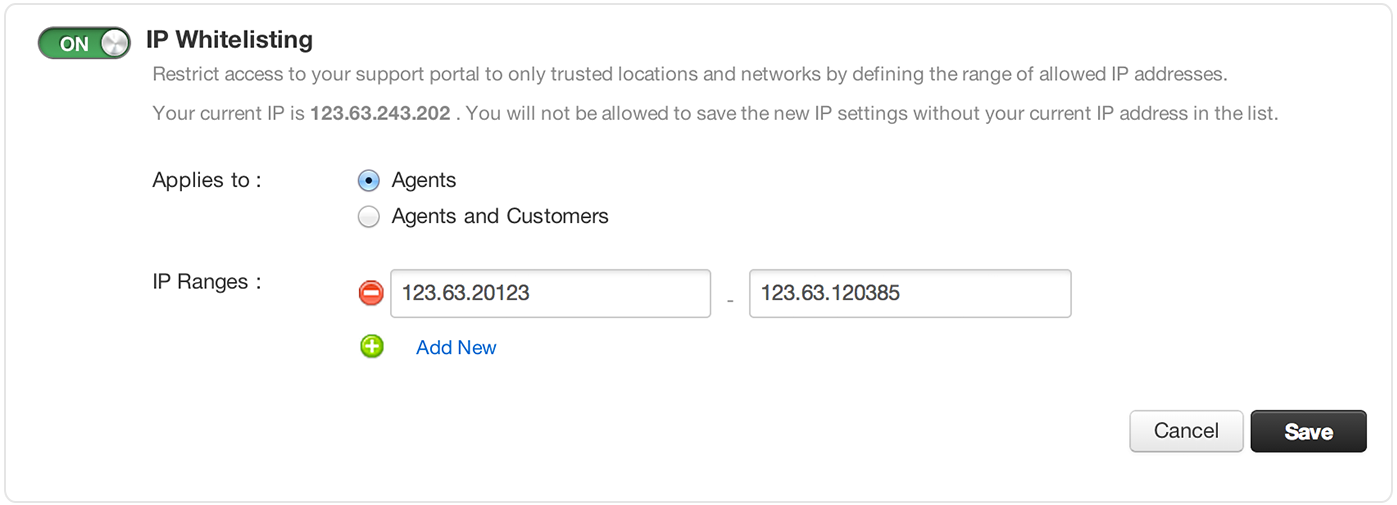 ON IP Whitelisting
Restrict access to your support portal to only trusted locations and networks by defining the range of allowed IP addresses.
Your current IP is 123.63.243.202 . You will not be allowed to save the new IP settings without your current IP address in the list.
Applies to : Agents
Agents and Customers
IP Ranges : 123.63.20123 - 123.63.120385
Add New
Cancel Save